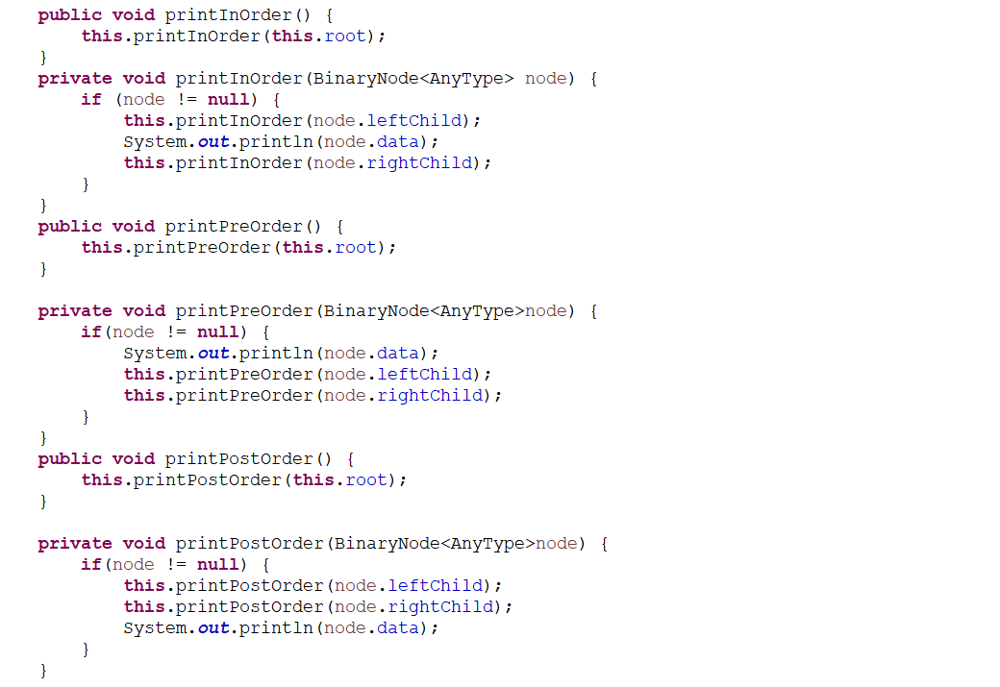 public void printInOrder() {
    this.printInOrder(this.root);
}
private void printInOrder(BinaryNode<AnyType> node) {
    if (node != null) {
        this.printInOrder(node.leftChild);
        System.out.println(node.data);
        this.printInOrder(node.rightChild);
    }
}
public void printPreOrder() {
    this.printPreOrder(this.root);
}

private void printPreOrder(BinaryNode<AnyType>node) {
    if(node != null) {
        System.out.println(node.data);
        this.printPreOrder(node.leftChild);
        this.printPreOrder(node.rightChild);
    }
}
public void printPostOrder() {
    this.printPostOrder(this.root);
}

private void printPostOrder(BinaryNode<AnyType>node) {
    if(node != null) {
        this.printPostOrder(node.leftChild);
        this.printPostOrder(node.rightChild);
        System.out.println(node.data);
    }
}